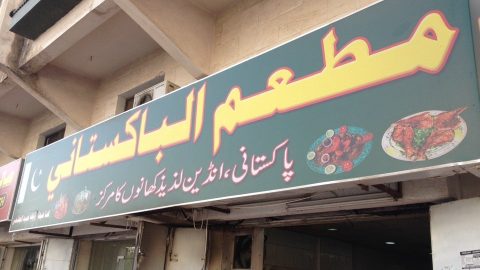 مطعم الباكستاني
پاکستانی، انڈین لذیذ کھانوں کا مرکز